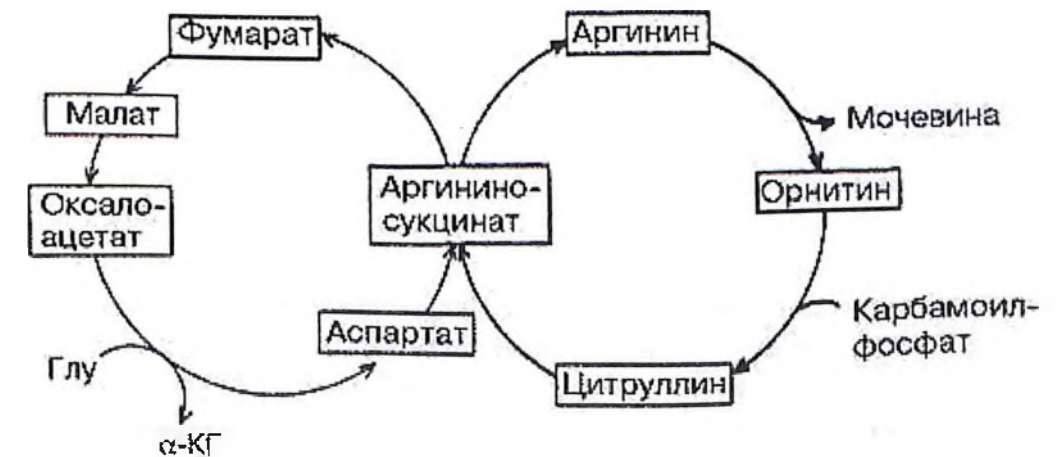 Фумарат
Аргинин
Малат
Мочевина
Оксало-
ацетат
Аргинино-
сукцинат
Орнитин
Аспартат
Карбамоил-
фосфат
Глу
Цитруллин
α-КГ